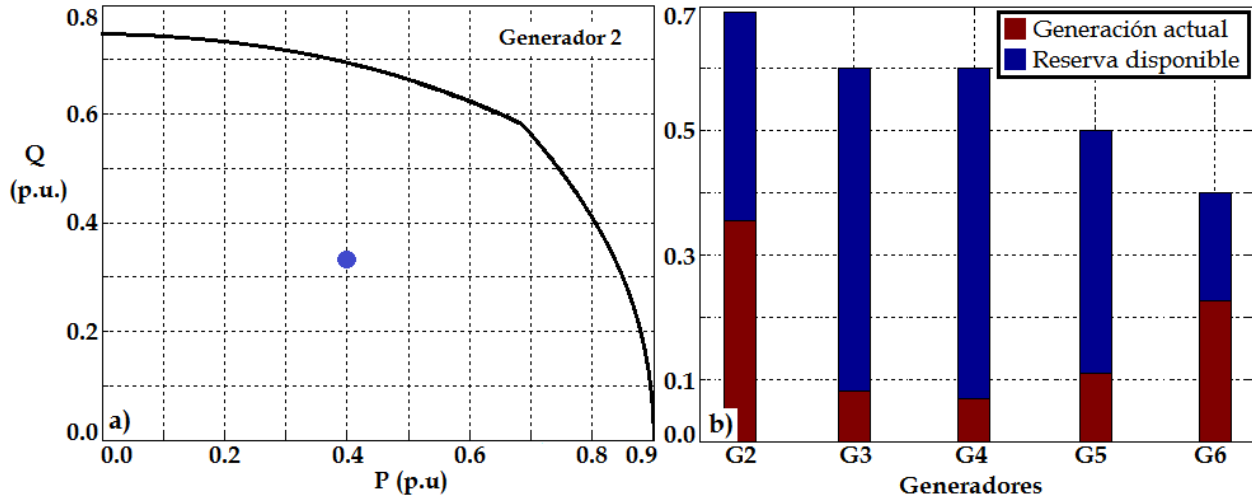 0.8
Generador 2
0.6
Q
(p.u.)
0.4
0.2
0.0
a)
0.0
0.2
0.4
0.6
0.8
0.9
P (p.u)
0.7
Generación actual
Reserva disponible
0.5
0.3
0.1
0.0
b)
G2
G3
G4
G5
G6
Generadores